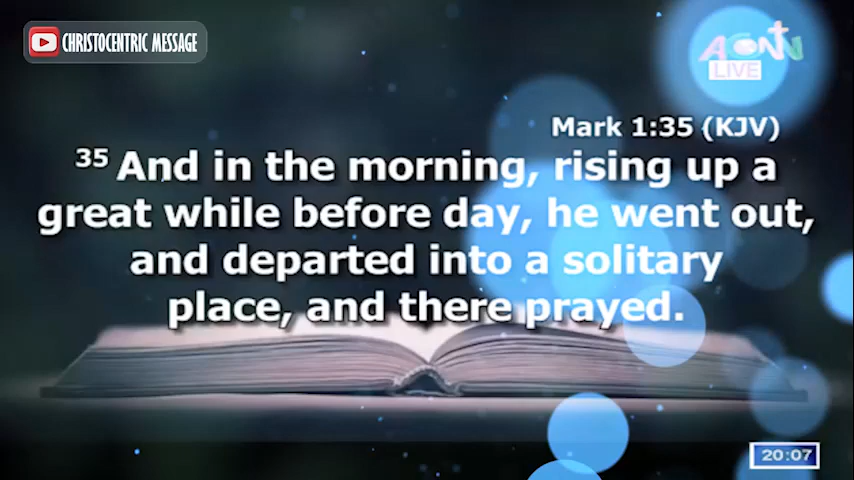 CHRISTOCENTRIC MESSAGE
AGNN
LIVE
Mark 1:35 (KJV)
35 And in the morning, rising up a
great while before day, he went out,
and departed into a solitary
place, and there prayed.
20:07